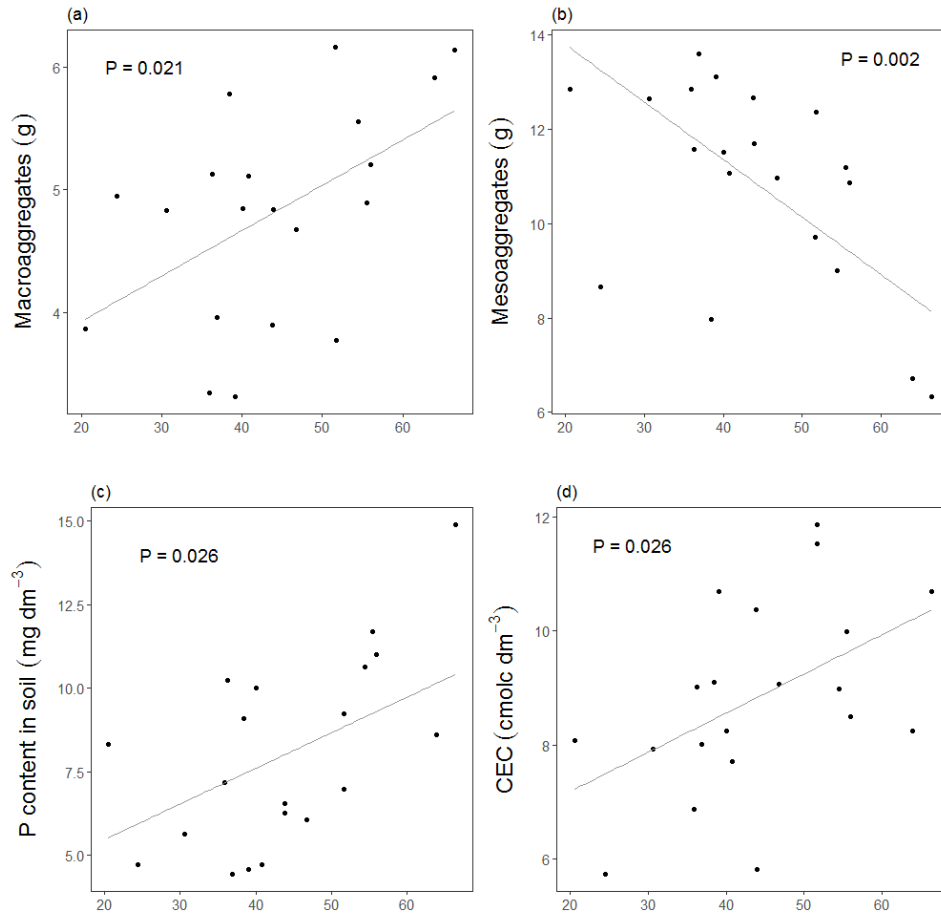 (a)
P = 0.021
Macroaggregates (g)
6
5
4
20 30 40 50 60
(b)
P = 0.002
Mesoaggregates (g)
14
12
10
8
6
20 30 40 50 60
(c)
P = 0.026
P content in soil (mg dm⁻³)
15.0
12.5
10.0
7.5
5.0
20 30 40 50 60
(d)
P = 0.026
CEC (cmolc dm⁻³)
12
10
8
6
20 30 40 50 60